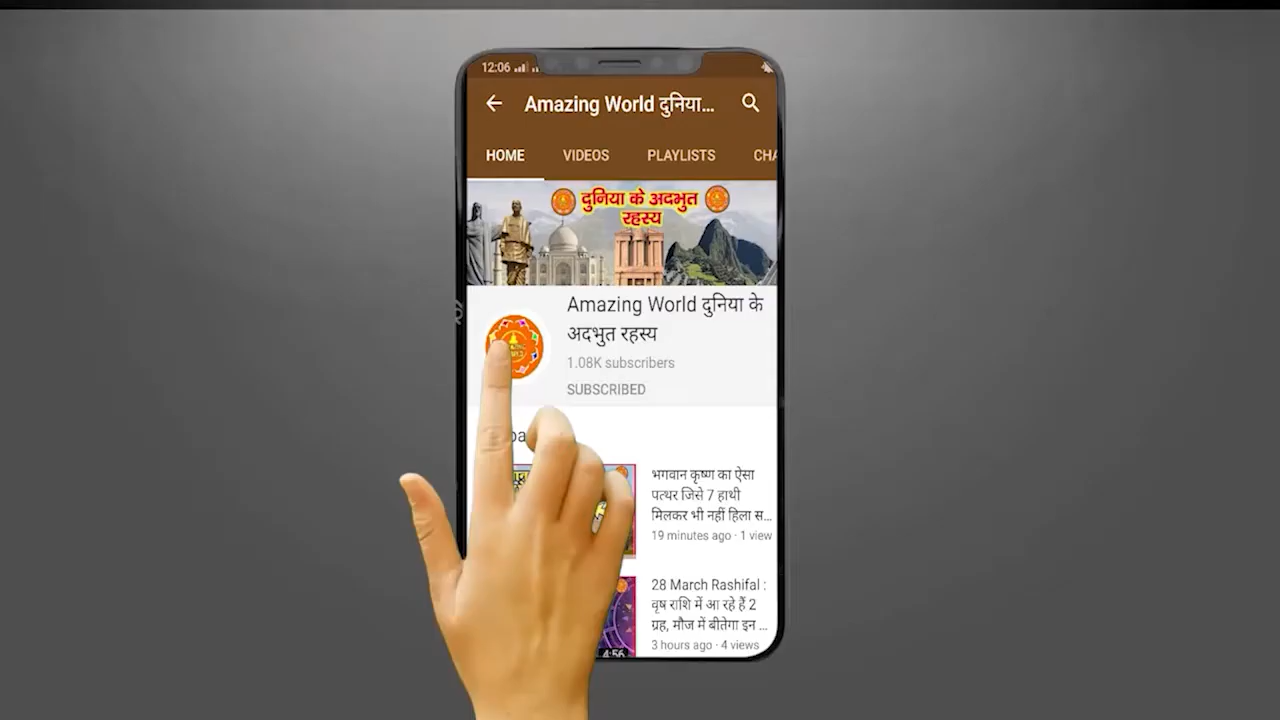 12:06
Amazing World दुनिया...
HOME VIDEOS PLAYLISTS CHA
दुनिया के अदभुत
रहस्य
Amazing World दुनिया के
अदभुत रहस्य
1.08K subscribers
SUBSCRIBED
भगवान कृष्ण का ऐसा
पत्थर जिसे 7 हाथी
मिलकर भी नहीं हिला स...
19 minutes ago · 1 view
28 March Rashifal :
वृष राशि में आ रहे हैं 2
ग्रह, मौज में बीतेगा इन ...
3 hours ago · 4 views
4:56